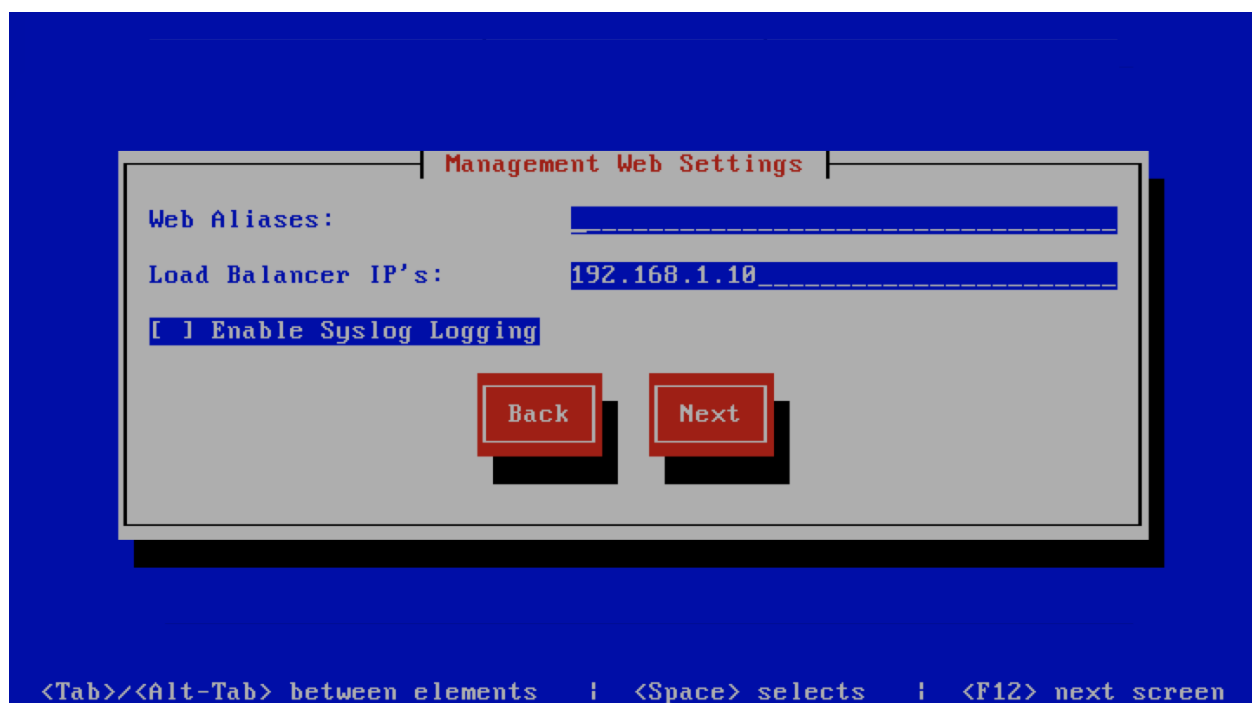 Management Web Settings
Web Aliases:
Load Balancer IP's: 192.168.1.10
[ ] Enable Syslog Logging
Back Next
<Tab>/<Alt-Tab> between elements | <Space> selects | <F12> next screen